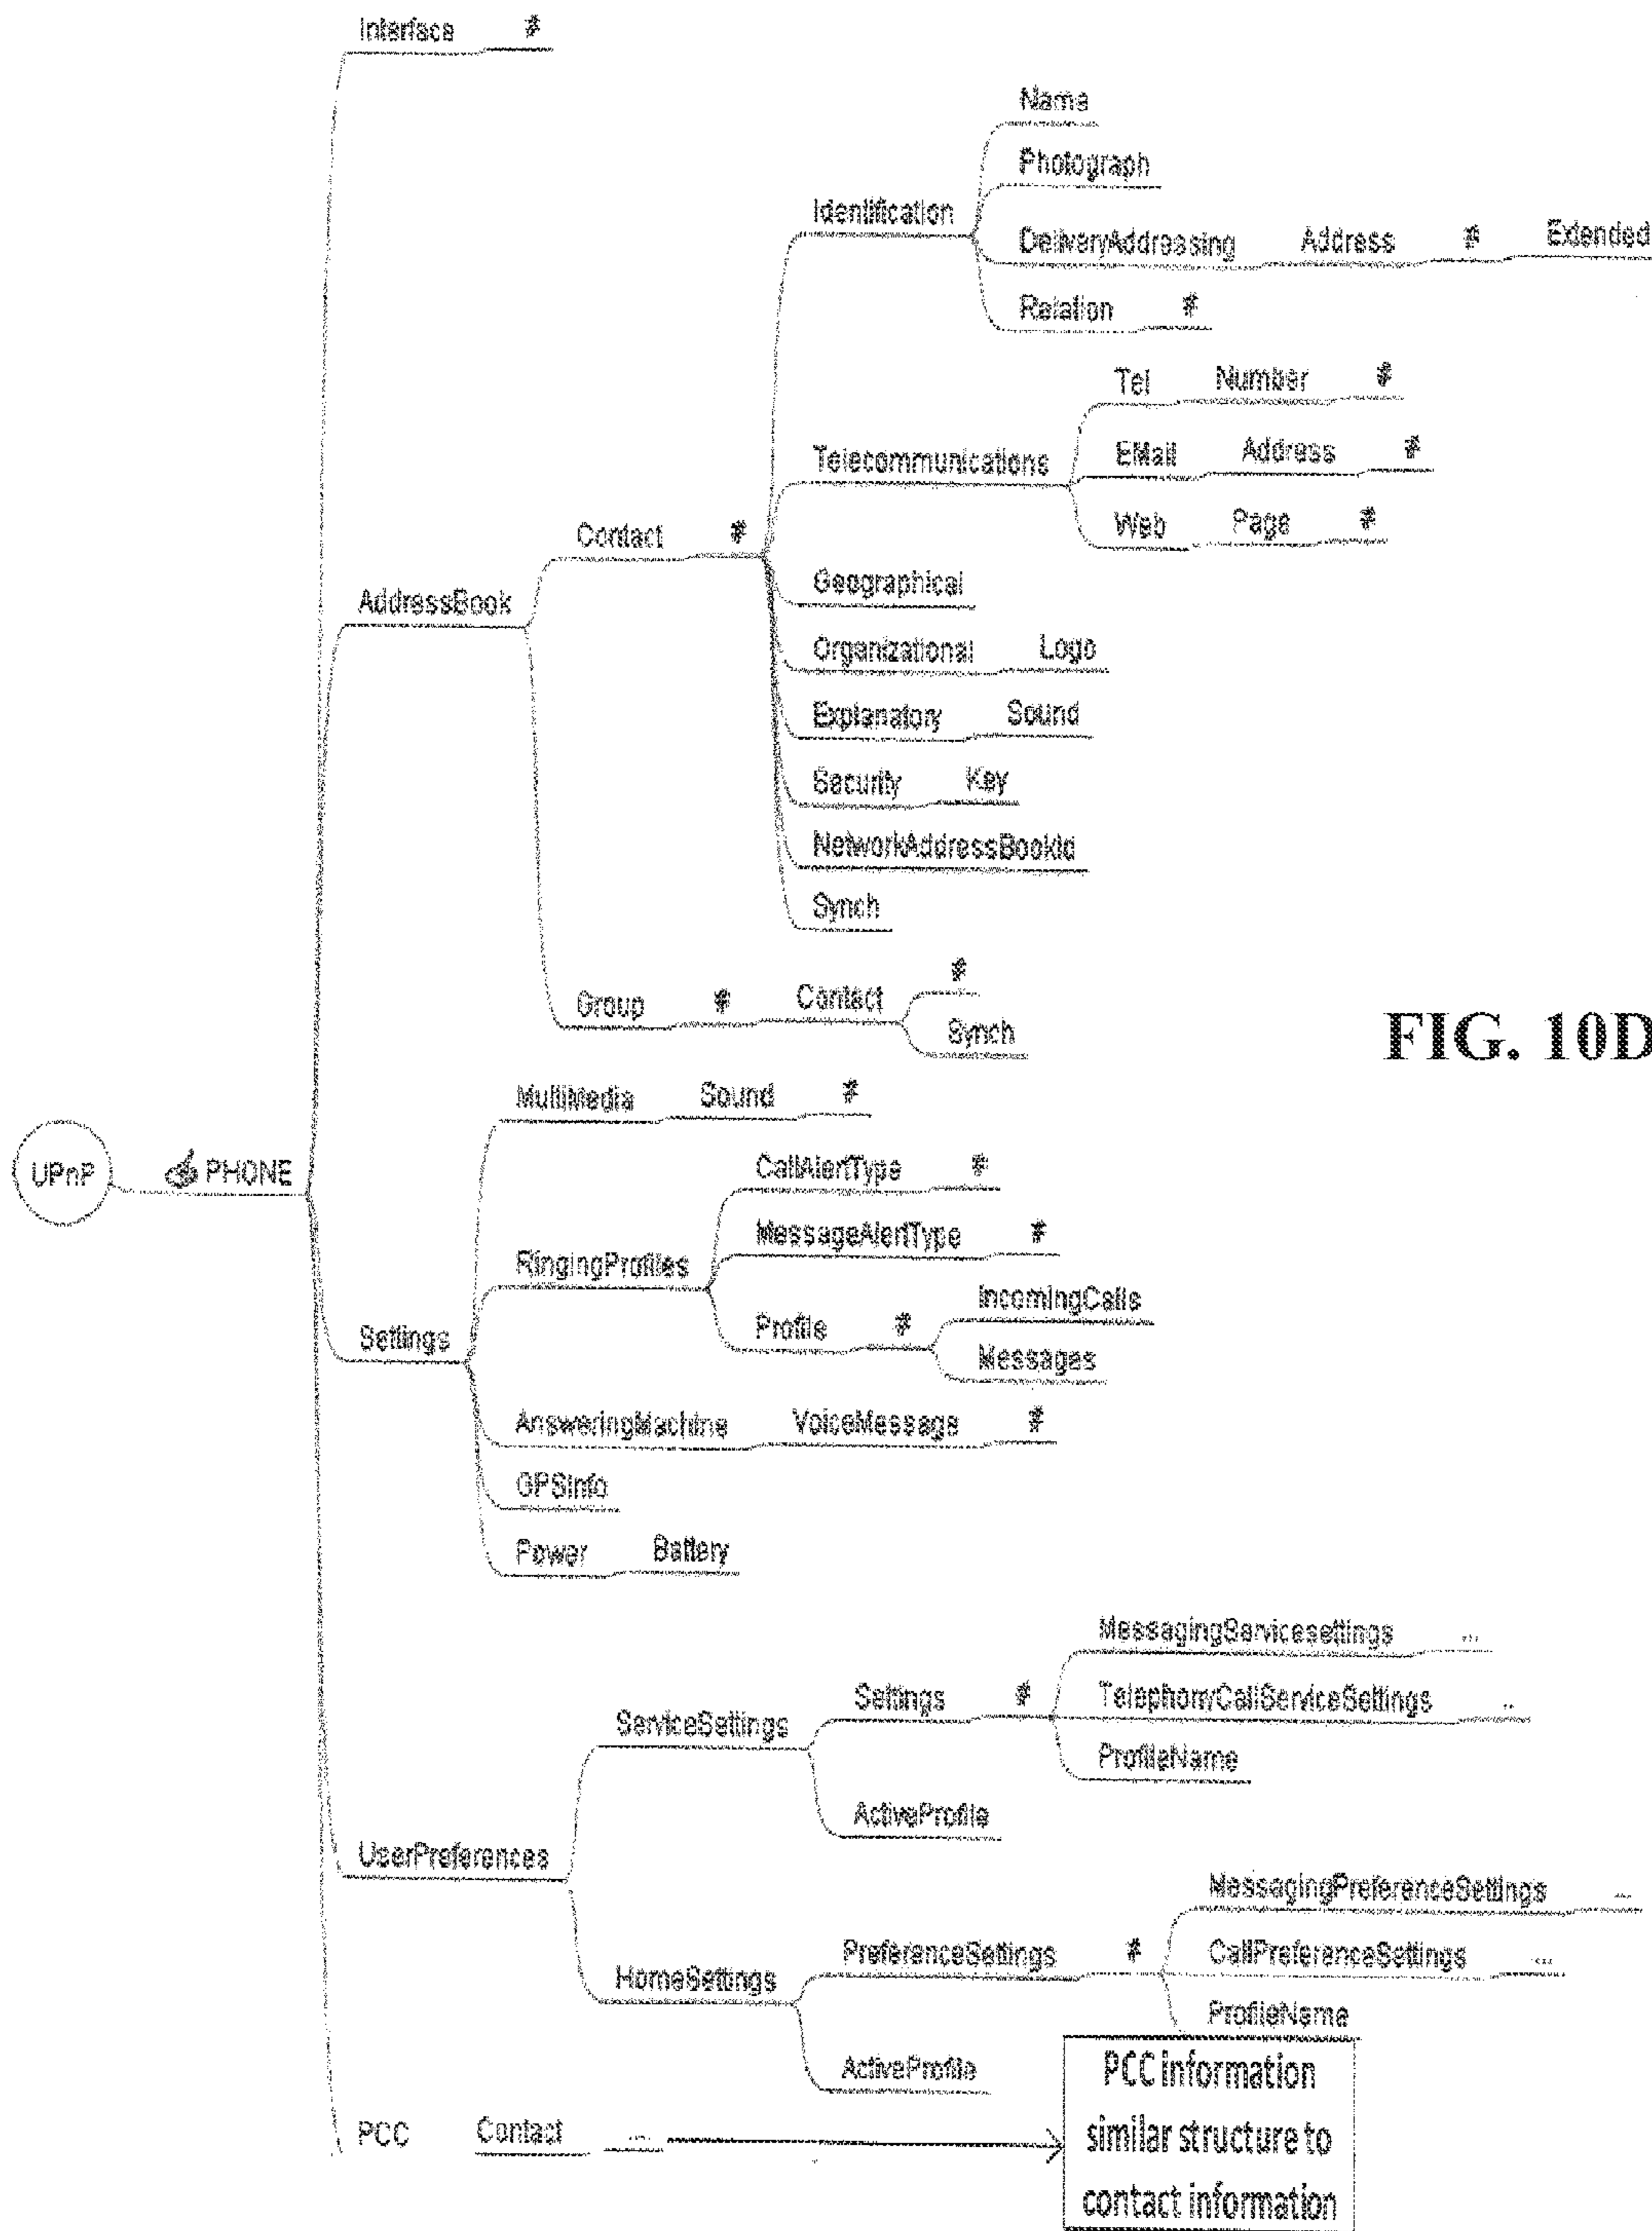 Interface #
Name
Photograph
Identification
DeliveryAddressing Address # Extended
Relation #
Tel Number #
Telecommunications
EMail Address #
Web Page #
Contact #
Geographical
AddressBook
Organizational Logo
Explanatory Sound
Security Key
NetworkAddressBookId
Synch
#
Group # Contact
Synch
FIG. 10D
MultiMedia Sound #
UPnP PHONE
CallAlertType #
MessageAlertType #
RingingProfiles
IncomingCalls
Profile #
Messages
Settings
AnsweringMachine VoiceMessage #
GPSInfo
Power Battery
MessagingServicesettings ...
Settings #
TelephonyCallServiceSettings ...
ServiceSettings
ProfileName
ActiveProfile
UserPreferences
MessagingPreferenceSettings ...
PreferenceSettings #
CallPreferenceSettings ...
HomeSettings
ProfileName
ActiveProfile
PCC Contact ...
PCC information
similar structure to
contact information